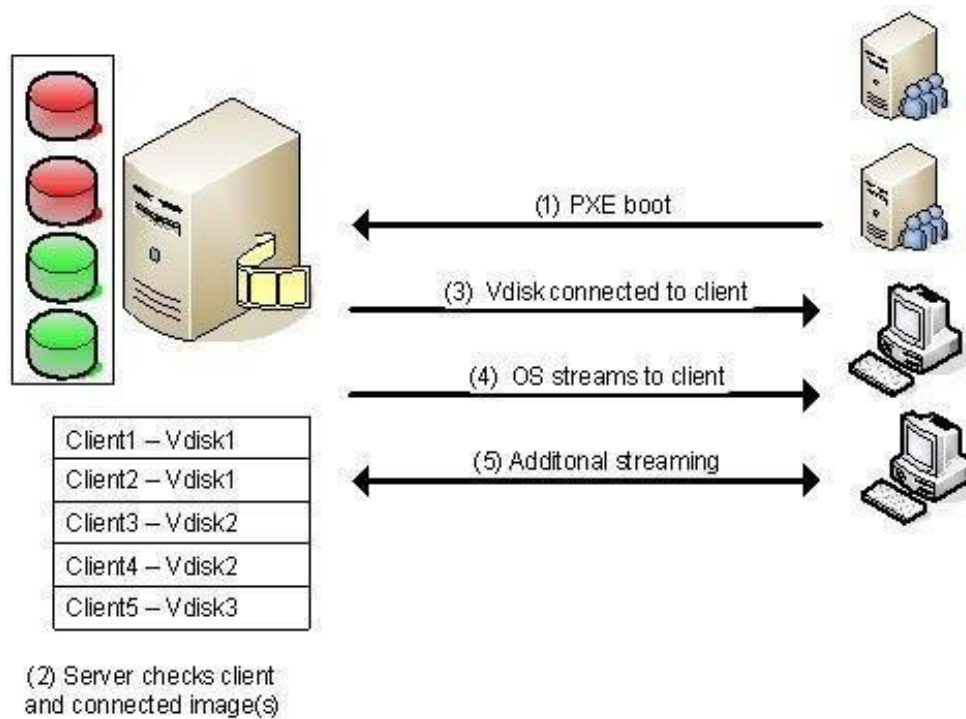 (1) PXE boot
(3) Vdisk connected to client
(4) OS streams to client
(5) Additonal streaming
Client1 – Vdisk1
Client2 – Vdisk1
Client3 – Vdisk2
Client4 – Vdisk2
Client5 – Vdisk3
(2) Server checks client
and connected image(s)